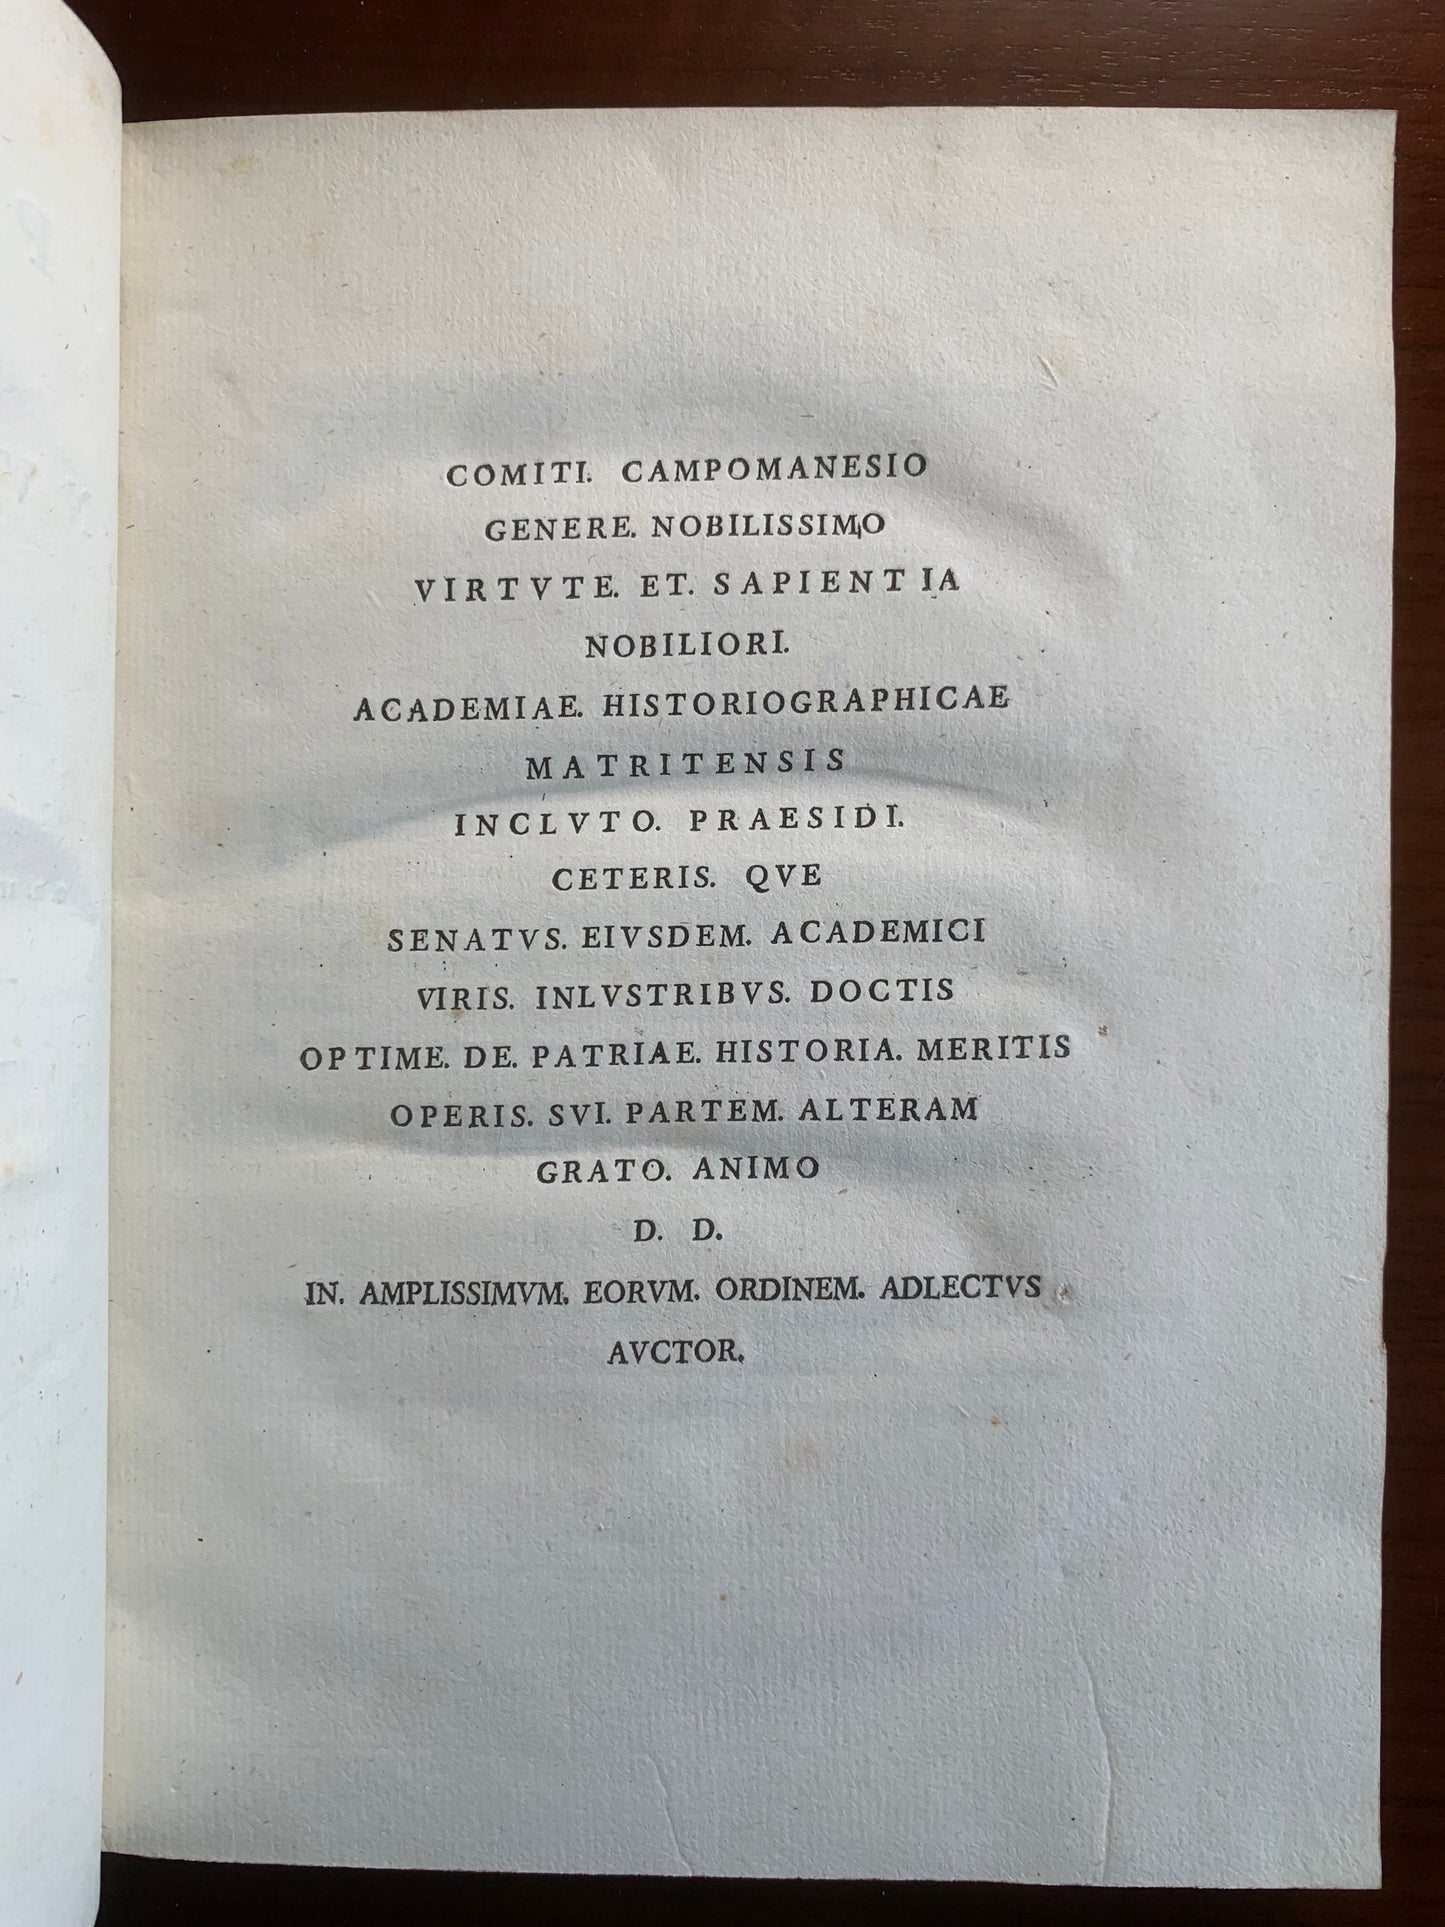 COMITI. CAMPOMANESIO
GENERE. NOBILISSIMO
VIRTVTE. ET. SAPIENTIA
NOBILIORI.
ACADEMIAE. HISTORIOGRAPHICAE
MATRITENSIS
INCLVTO. PRAESIDI.
CETERIS. QVE
SENATVS. EIVSDEM. ACADEMICI
VIRIS. INLVSTRIBVS. DOCTIS
OPTIME. DE. PATRIAE. HISTORIA. MERITIS
OPERIS. SVI. PARTEM. ALTERAM
GRATO. ANIMO
D. D.
IN. AMPLISSIMVM. EORVM. ORDINEM. ADLECTVS
AVCTOR.